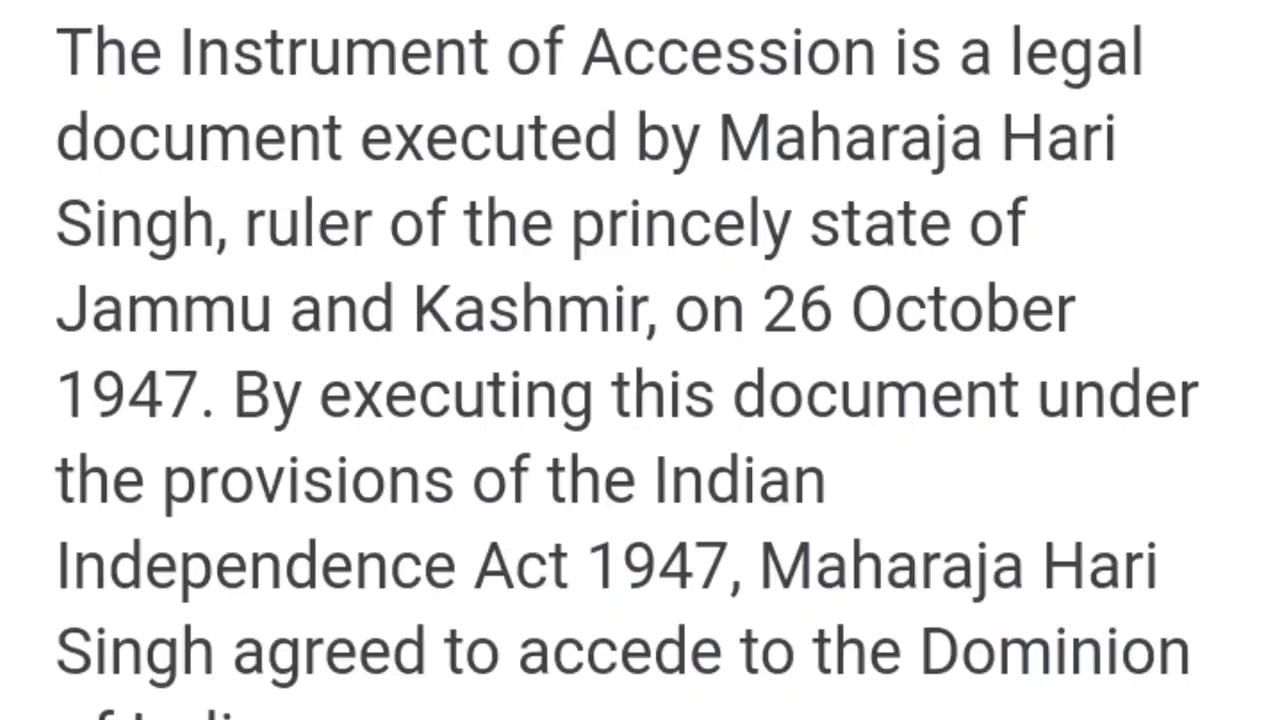 The Instrument of Accession is a legal
document executed by Maharaja Hari
Singh, ruler of the princely state of
Jammu and Kashmir, on 26 October
1947. By executing this document under
the provisions of the Indian
Independence Act 1947, Maharaja Hari
Singh agreed to accede to the Dominion